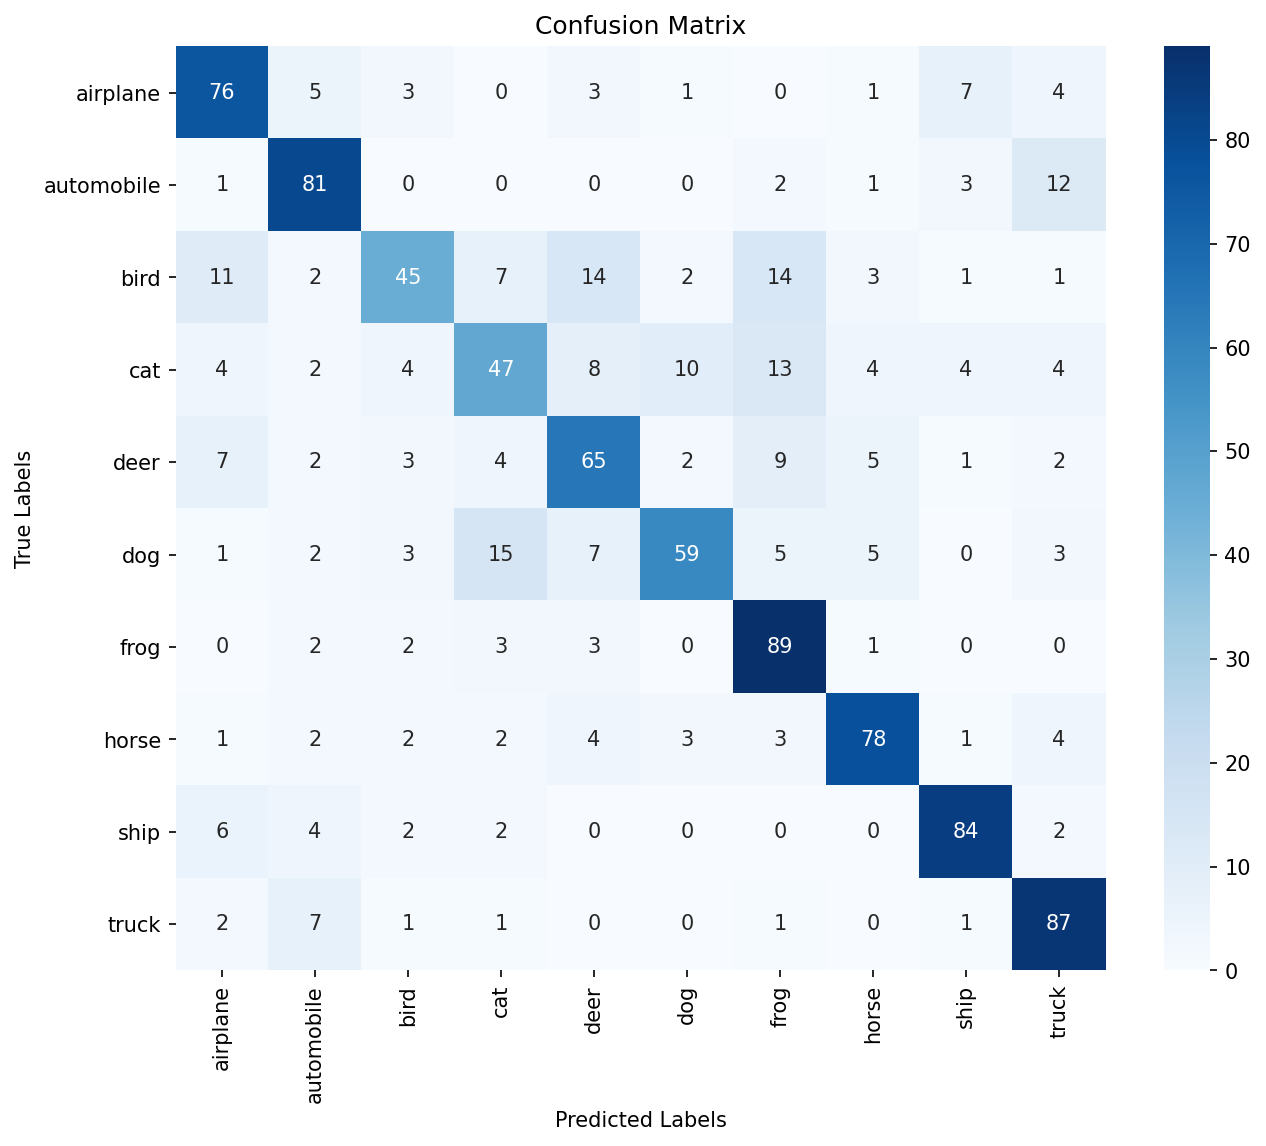 Confusion Matrix
airplane 76 5 3 0 3 1 0 1 7 4
automobile 1 81 0 0 0 0 2 1 3 12
bird 11 2 45 7 14 2 14 3 1 1
cat 4 2 4 47 8 10 13 4 4 4
deer 7 2 3 4 65 2 9 5 1 2
dog 1 2 3 15 7 59 5 5 0 3
frog 0 2 2 3 3 0 89 1 0 0
horse 1 2 2 2 4 3 3 78 1 4
ship 6 4 2 2 0 0 0 0 84 2
truck 2 7 1 1 0 0 1 0 1 87
airplane automobile bird cat deer dog frog horse ship truck
Predicted Labels
True Labels
80
70
60
50
40
30
20
10
0